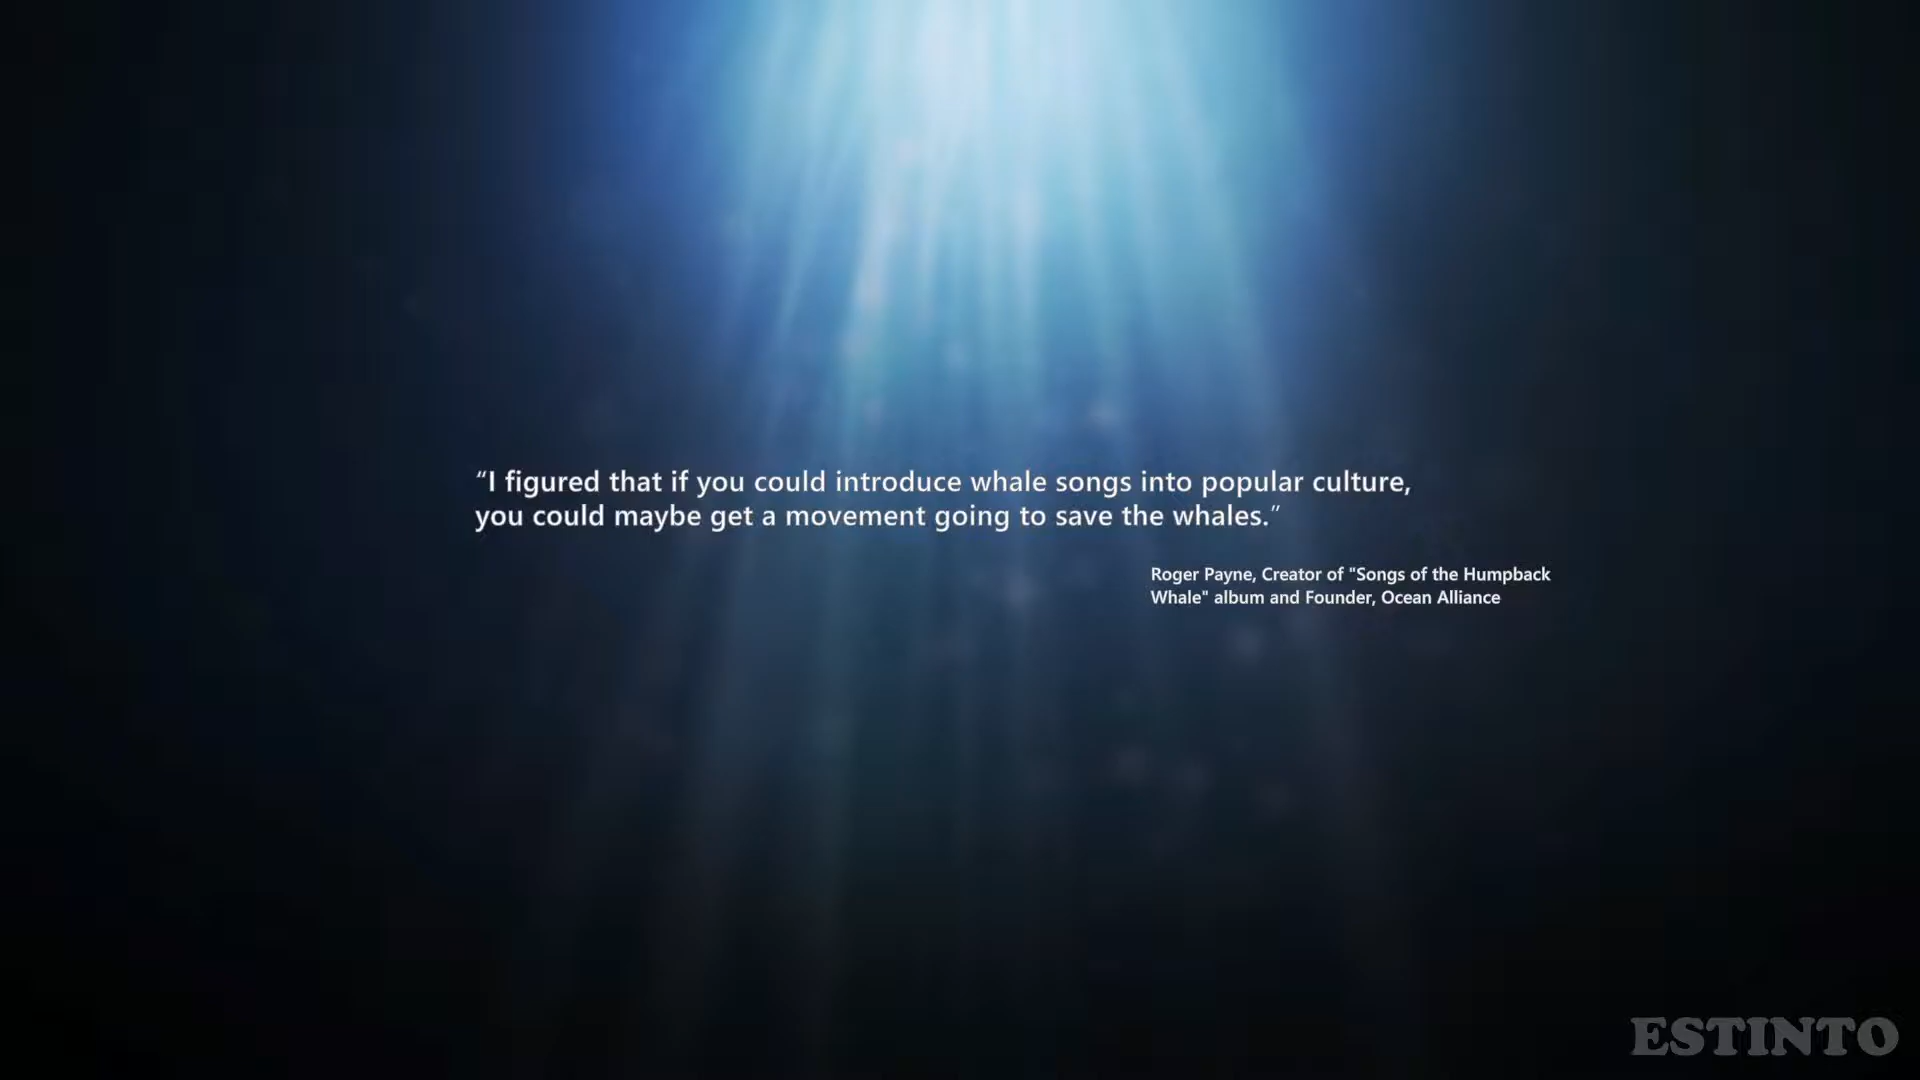 “I figured that if you could introduce whale songs into popular culture,
you could maybe get a movement going to save the whales.”
Roger Payne, Creator of "Songs of the Humpback
Whale" album and Founder, Ocean Alliance
ESTINTO